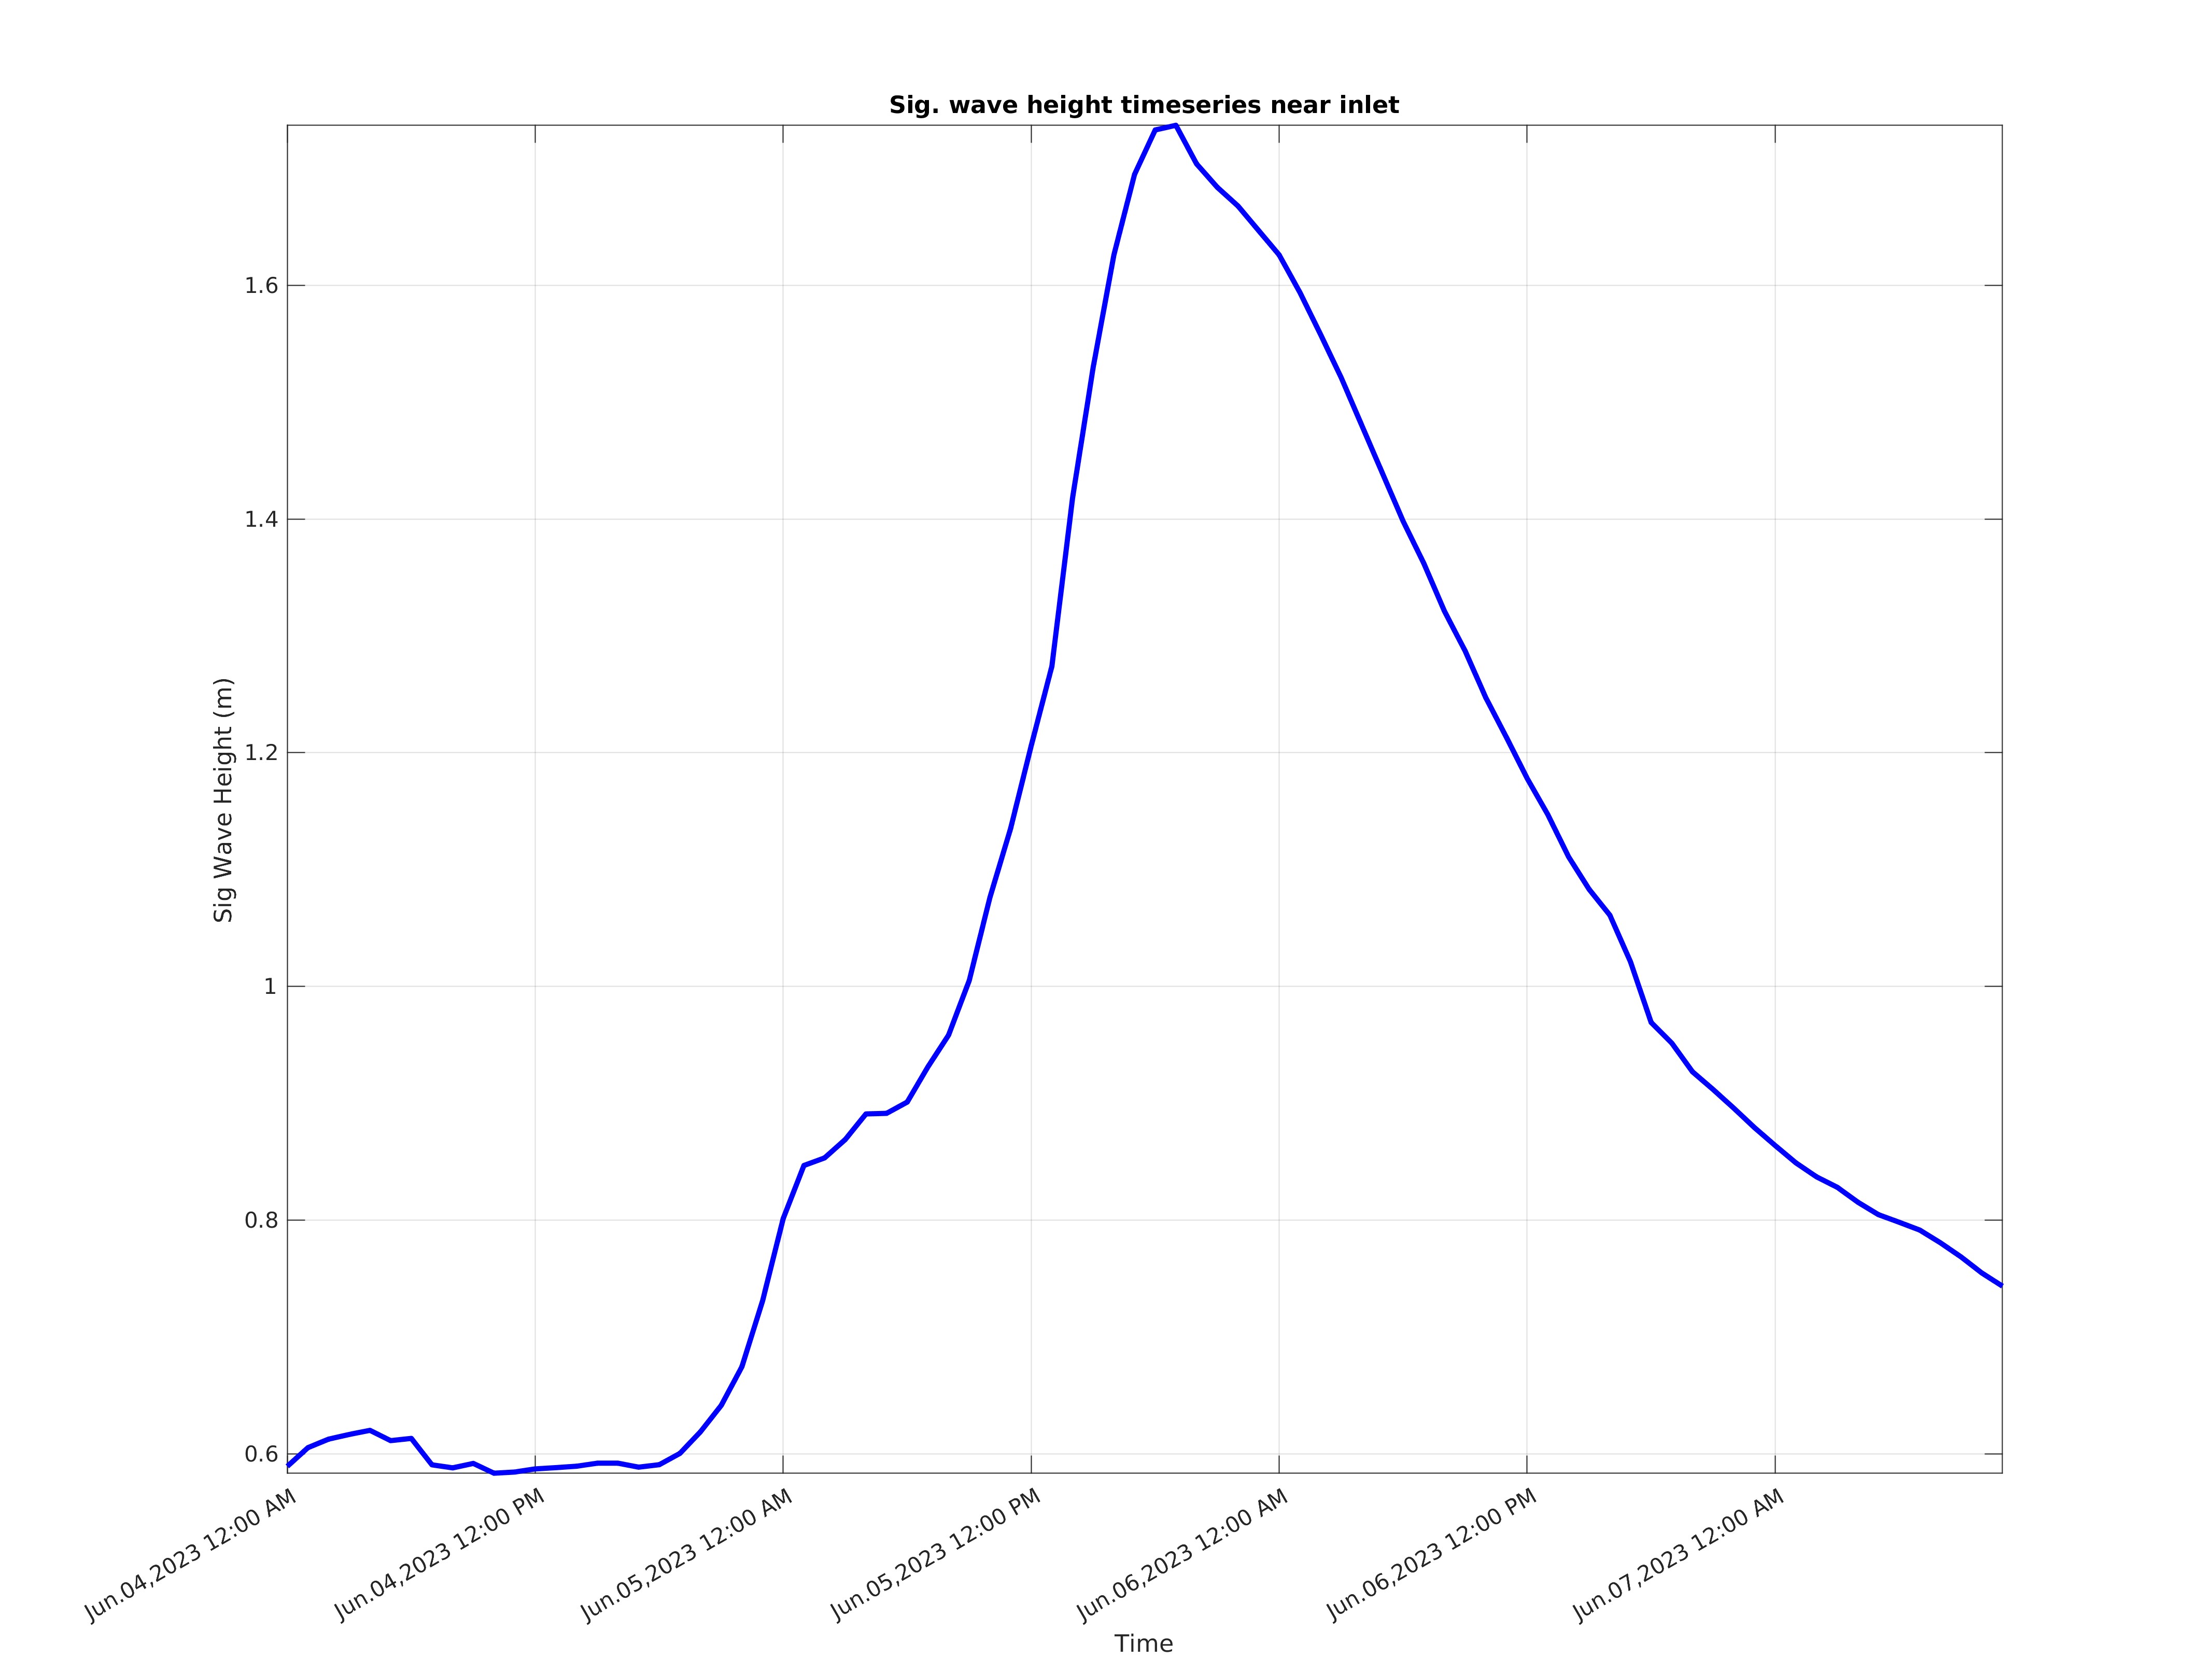 Sig. wave height timeseries near inlet
Sig Wave Height (m)
1.6
1.4
1.2
1
0.8
0.6
Jun.04,2023 12:00 AM
Jun.04,2023 12:00 PM
Jun.05,2023 12:00 AM
Jun.05,2023 12:00 PM
Jun.06,2023 12:00 AM
Jun.06,2023 12:00 PM
Jun.07,2023 12:00 AM
Time